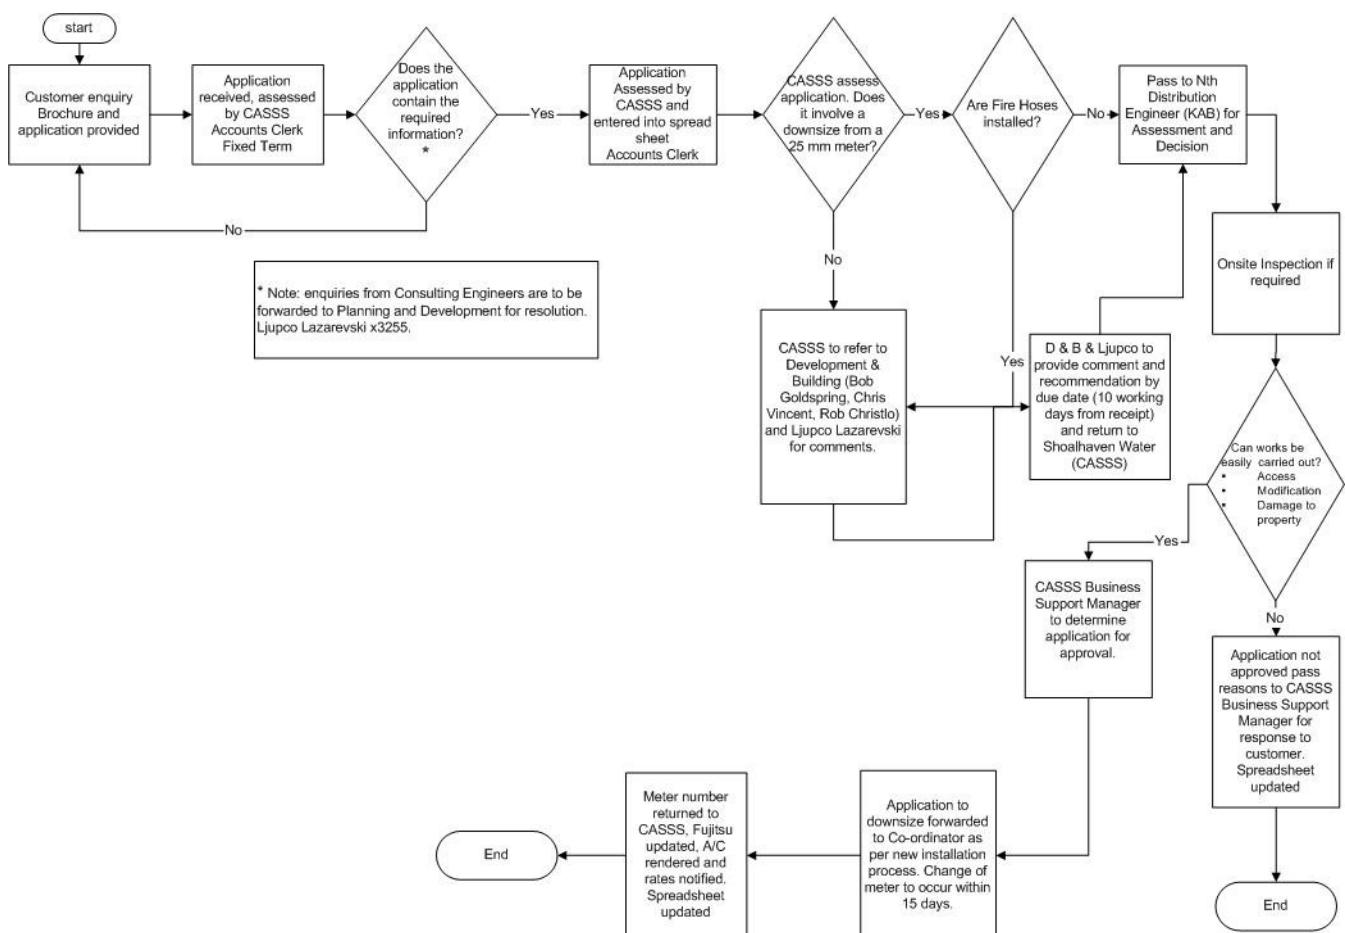 start
Customer enquiry
Brochure and
application provided
Application
received, assessed
by CASSS
Accounts Clerk
Fixed Term
Does the
application
contain the
required
information?
*
Yes
No
Application
Assessed by
CASSS and
entered into spread
sheet
Accounts Clerk
CASSS assess
application. Does
it involve a
downsize from a
25 mm meter?
Yes
No
Are Fire Hoses
installed?
No
Yes
Pass to Nth
Distribution
Engineer (KAB) for
Assessment and
Decision
Onsite Inspection if
required
* Note: enquiries from Consulting Engineers are to be
forwarded to Planning and Development for resolution.
Ljupco Lazarevski x3255.
CASSS to refer to
Development &
Building (Bob
Goldspring, Chris
Vincent, Rob Christlo)
and Ljupco Lazarevski
for comments.
D & B & Ljupco to
provide comment and
recommendation by
due date (10 working
days from receipt)
and return to
Shoalhaven Water
(CASSS)
Can works be
easily carried out?
▪ Access
▪ Modification
▪ Damage to
property
Yes
No
CASSS Business
Support Manager
to determine
application for
approval.
Application not
approved pass
reasons to CASSS
Business Support
Manager for
response to
customer.
Spreadsheet
updated
End
Application to
downsize forwarded
to Co-ordinator as
per new installation
process. Change of
meter to occur within
15 days.
Meter number
returned to
CASSS, Fujitsu
updated, A/C
rendered and
rates notified.
Spreadsheet
updated
End